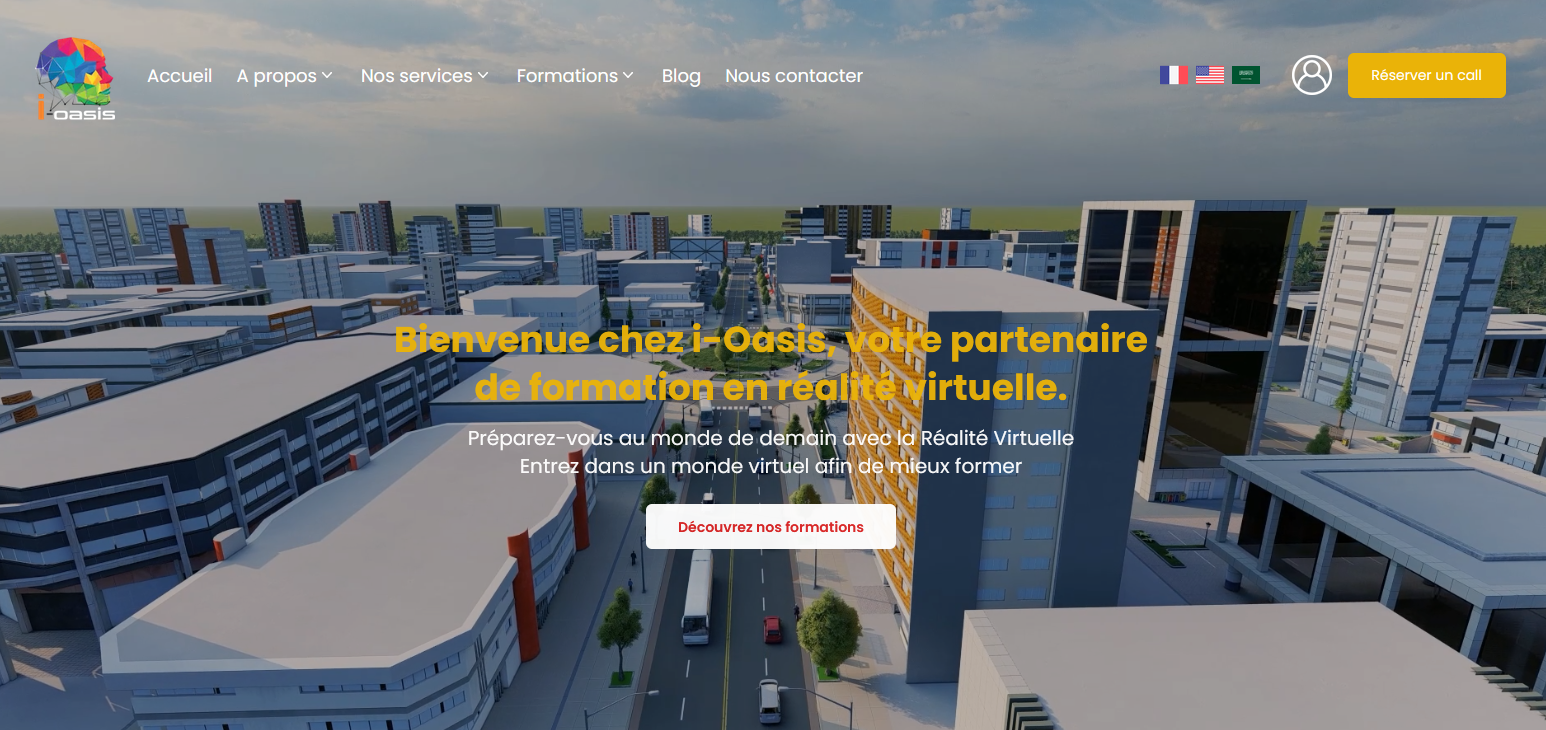 i-oasis
Accueil
A propos
Nos services
Formations
Blog
Nous contacter
Réserver un call
Bienvenue chez i-Oasis, votre partenaire
de formation en réalité virtuelle.
Préparez-vous au monde de demain avec la Réalité Virtuelle
Entrez dans un monde virtuel afin de mieux former
Découvrez nos formations